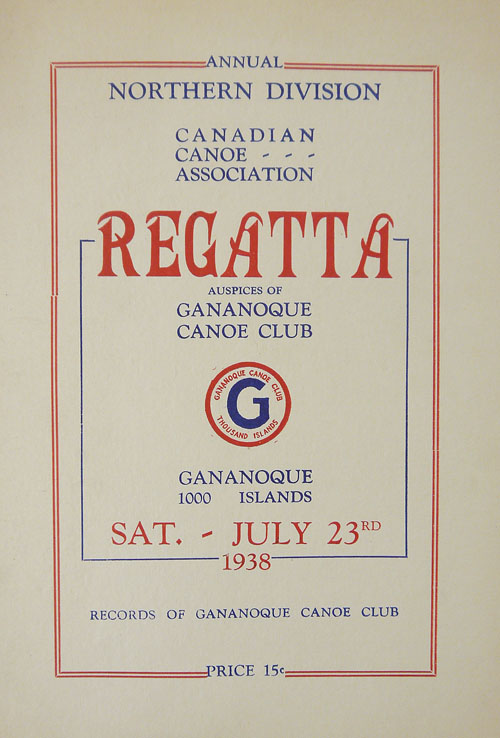 ANNUAL
NORTHERN DIVISION
CANADIAN
CANOE - - -
ASSOCIATION
REGATTA
AUSPICES OF
GANANOQUE
CANOE CLUB
GANANOQUE CANOE CLUB
G
THOUSAND ISLANDS
GANANOQUE
1000 ISLANDS
SAT. - JULY 23RD
1938
RECORDS OF GANANOQUE CANOE CLUB
PRICE 15c